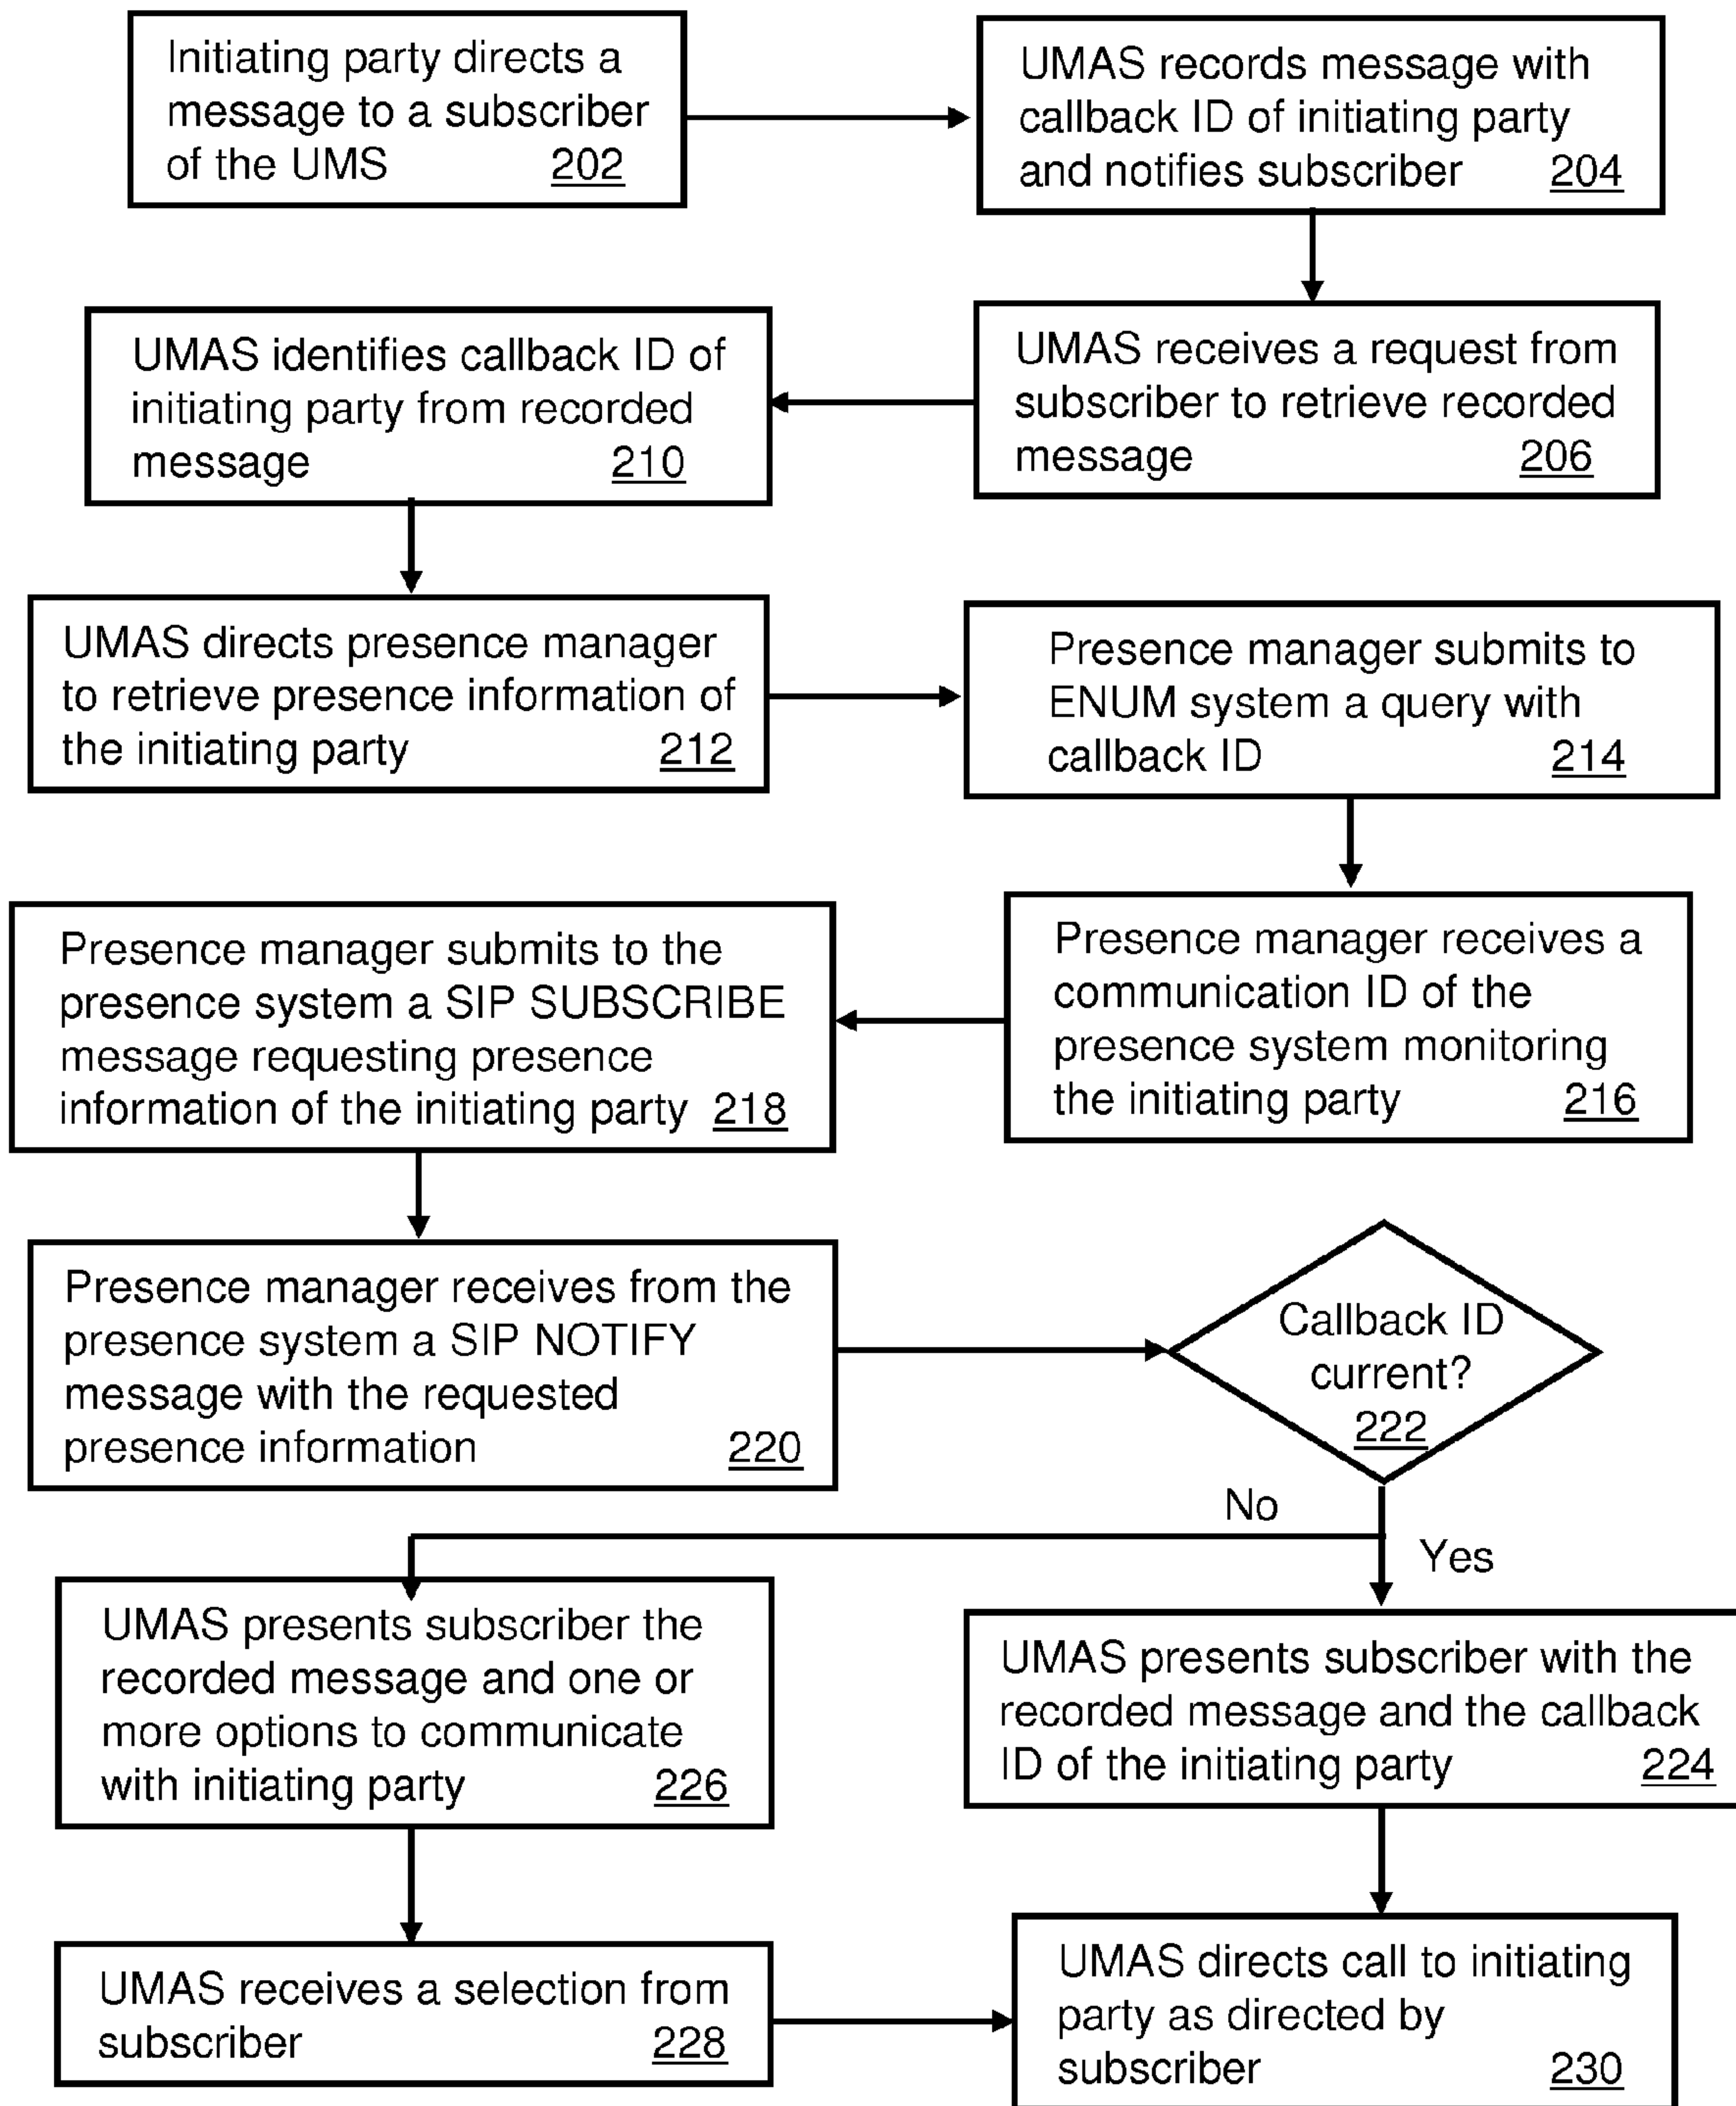 Initiating party directs a
message to a subscriber
of the UMS 202
UMAS records message with
callback ID of initiating party
and notifies subscriber 204
UMAS receives a request from
subscriber to retrieve recorded
message 206
UMAS identifies callback ID of
initiating party from recorded
message 210
UMAS directs presence manager
to retrieve presence information of
the initiating party 212
Presence manager submits to
ENUM system a query with
callback ID 214
Presence manager receives a
communication ID of the
presence system monitoring
the initiating party 216
Presence manager submits to the
presence system a SIP SUBSCRIBE
message requesting presence
information of the initiating party 218
Presence manager receives from the
presence system a SIP NOTIFY
message with the requested
presence information 220
Callback ID
current?
222
No
Yes
UMAS presents subscriber the
recorded message and one or
more options to communicate
with initiating party 226
UMAS presents subscriber with the
recorded message and the callback
ID of the initiating party 224
UMAS receives a selection from
subscriber 228
UMAS directs call to initiating
party as directed by
subscriber 230